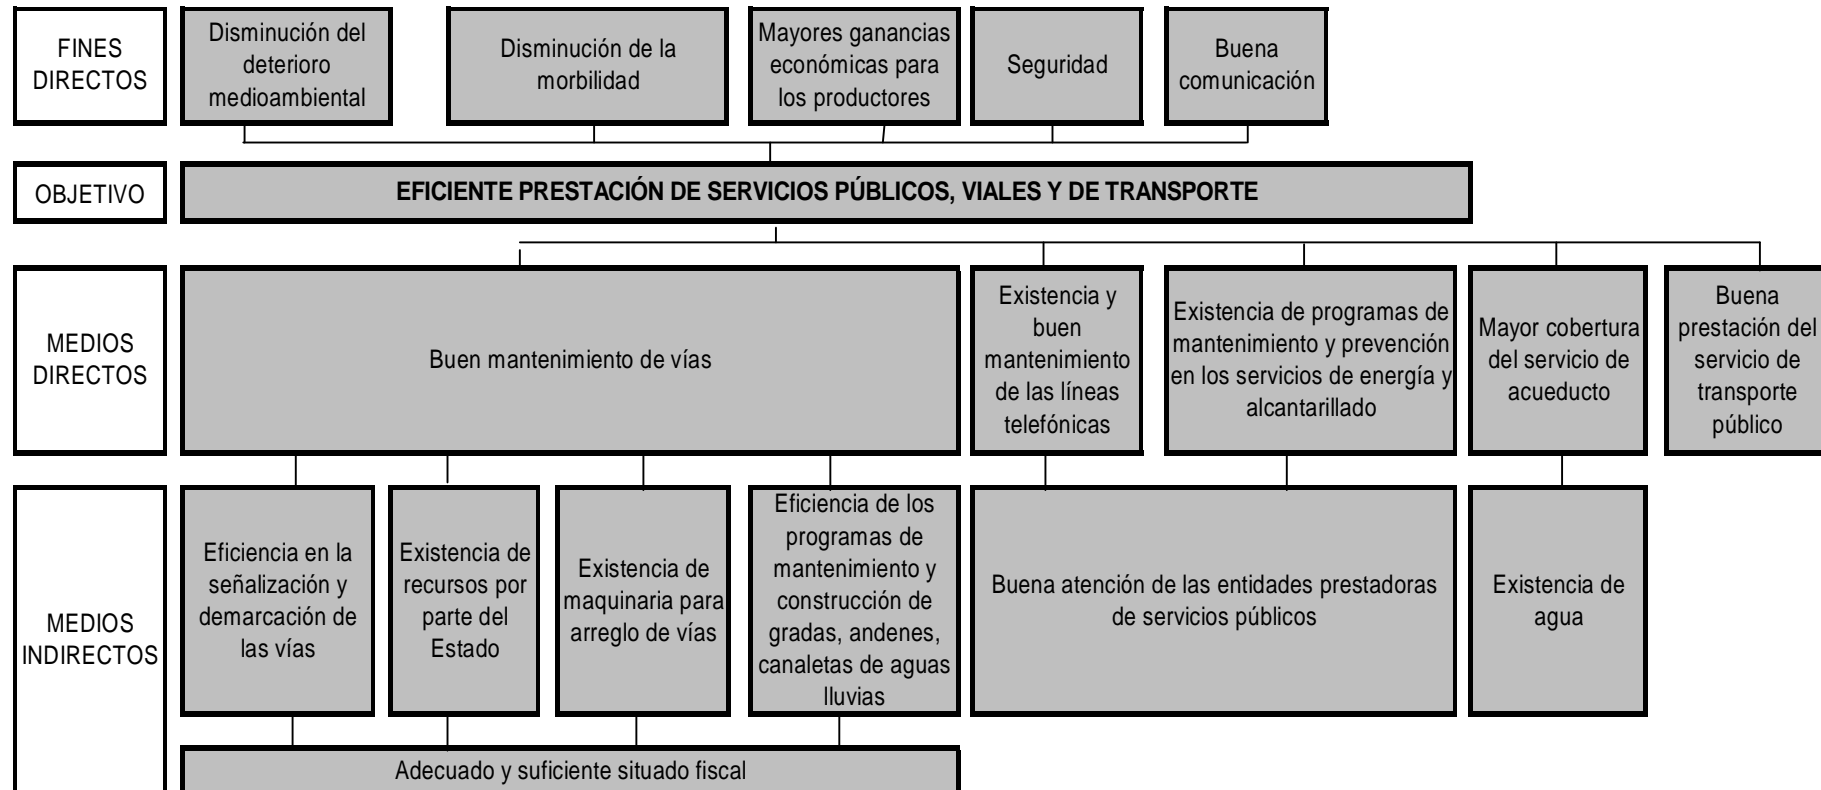 FINES
DIRECTOS
Disminución del
deterioro
medioambiental
Disminución de la
morbilidad
Mayores ganancias
económicas para
los productores
Seguridad
Buena
comunicación
OBJETIVO
EFICIENTE PRESTACIÓN DE SERVICIOS PÚBLICOS, VIALES Y DE TRANSPORTE
MEDIOS
DIRECTOS
Buen mantenimiento de vías
Existencia y
buen
mantenimiento
de las líneas
telefónicas
Existencia de programas de
mantenimiento y prevención
en los servicios de energía y
alcantarillado
Mayor cobertura
del servicio de
acueducto
Buena
prestación del
servicio de
transporte
público
MEDIOS
INDIRECTOS
Eficiencia en la
señalización y
demarcación de
las vías
Existencia de
recursos por
parte del
Estado
Existencia de
maquinaria para
arreglo de vías
Eficiencia de los
programas de
mantenimiento y
construcción de
gradas, andenes,
canaletas de aguas
lluvias
Buena atención de las entidades prestadoras
de servicios públicos
Existencia de
agua
Adecuado y suficiente situado fiscal